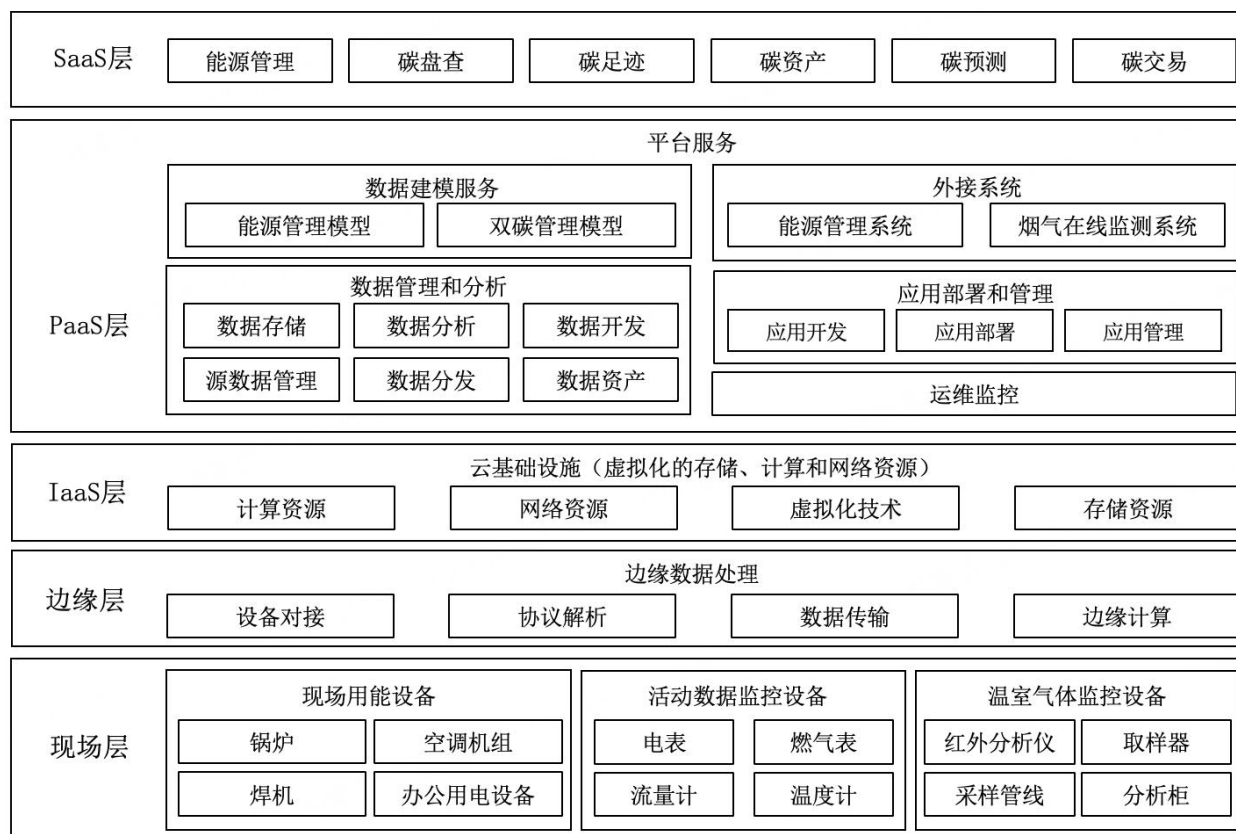 SaaS层
能源管理 碳盘查 碳足迹 碳资产 碳预测 碳交易
平台服务
PaaS层
数据建模服务
能源管理模型 双碳管理模型
外接系统
能源管理系统 烟气在线监测系统
数据管理和分析
数据存储 数据分析 数据开发
源数据管理 数据分发 数据资产
应用部署和管理
应用开发 应用部署 应用管理
运维监控
IaaS层
云基础设施（虚拟化的存储、计算和网络资源）
计算资源 网络资源 虚拟化技术 存储资源
边缘层
边缘数据处理
设备对接 协议解析 数据传输 边缘计算
现场层
现场用能设备
锅炉 空调机组
焊机 办公用电设备
活动数据监控设备
电表 燃气表
流量计 温度计
温室气体监控设备
红外分析仪 取样器
采样管线 分析柜